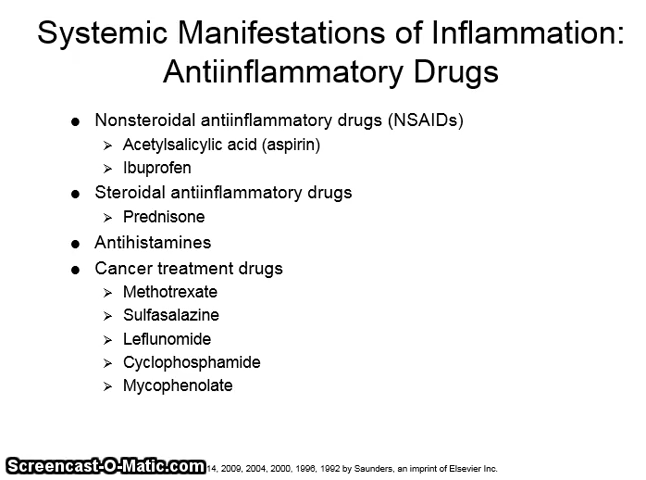 Systemic Manifestations of Inflammation:
Antiinflammatory Drugs
● Nonsteroidal antiinflammatory drugs (NSAIDs)
➢ Acetylsalicylic acid (aspirin)
➢ Ibuprofen
● Steroidal antiinflammatory drugs
➢ Prednisone
● Antihistamines
● Cancer treatment drugs
➢ Methotrexate
➢ Sulfasalazine
➢ Leflunomide
➢ Cyclophosphamide
➢ Mycophenolate
Screencast-O-Matic.com 14, 2009, 2004, 2000, 1996, 1992 by Saunders, an imprint of Elsevier Inc.